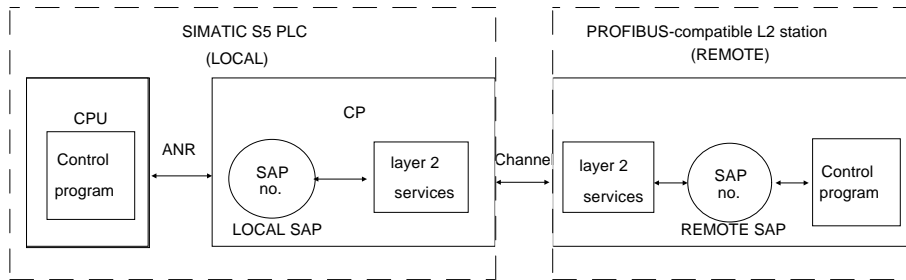 SIMATIC S5 PLC
(LOCAL)
CPU
Control
program
ANR
CP
SAP
no.
LOCAL SAP
layer 2
services
Channel
PROFIBUS-compatible L2 station
(REMOTE)
layer 2
services
SAP
no.
REMOTE SAP
Control
program